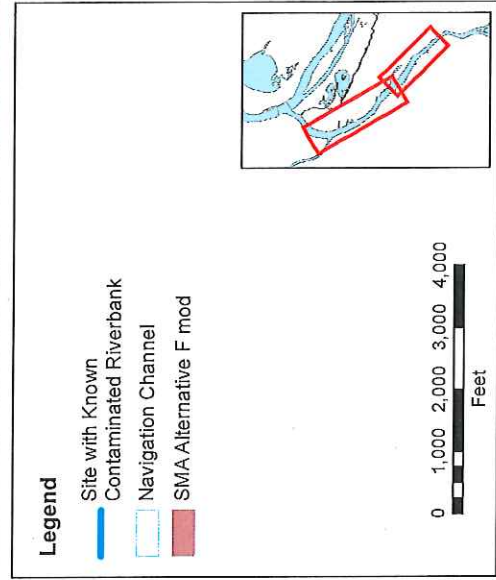 Legend
Site with Known
Contaminated Riverbank
Navigation Channel
SMA Alternative F mod
0 1,000 2,000 3,000 4,000
Feet